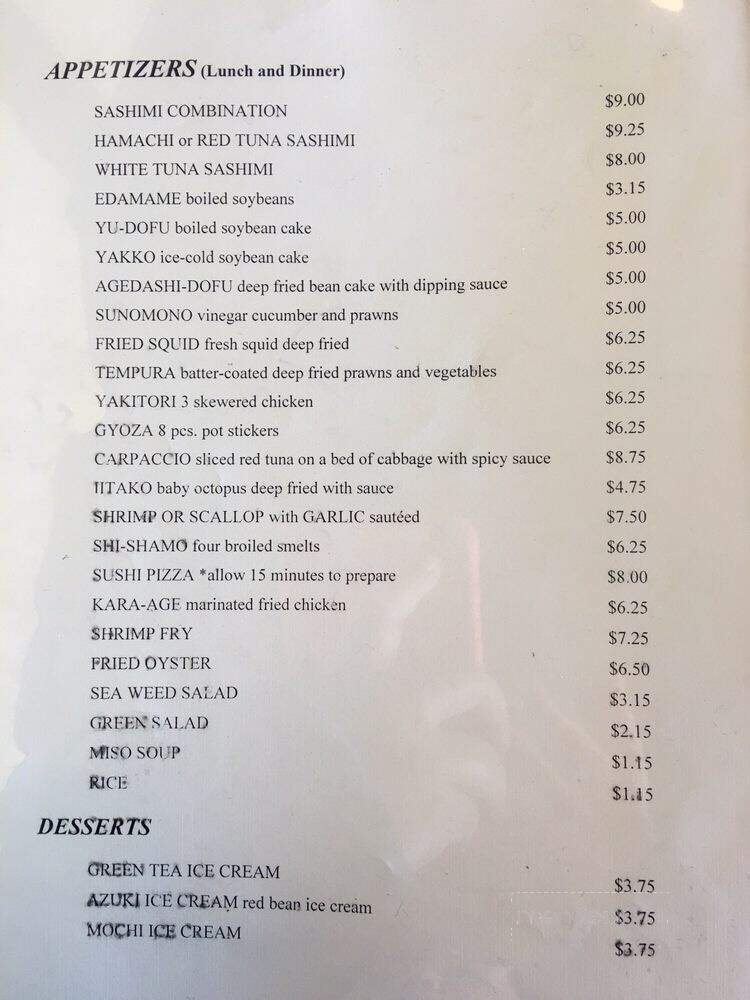 APPETIZERS (Lunch and Dinner)
SASHIMI COMBINATION $9.00
HAMACHI or RED TUNA SASHIMI $9.25
WHITE TUNA SASHIMI $8.00
EDAMAME boiled soybeans $3.15
YU-DOFU boiled soybean cake $5.00
YAKKO ice-cold soybean cake $5.00
AGEDASHI-DOFU deep fried bean cake with dipping sauce $5.00
SUNOMONO vinegar cucumber and prawns $5.00
FRIED SQUID fresh squid deep fried $6.25
TEMPURA batter-coated deep fried prawns and vegetables $6.25
YAKITORI 3 skewered chicken $6.25
GYOZA 8 pcs. pot stickers $6.25
CARPACCIO sliced red tuna on a bed of cabbage with spicy sauce $8.75
IITAKO baby octopus deep fried with sauce $4.75
SHRIMP OR SCALLOP with GARLIC sautéed $7.50
SHI-SHAMO four broiled smelts $6.25
SUSHI PIZZA *allow 15 minutes to prepare $8.00
KARA-AGE marinated fried chicken $6.25
SHRIMP FRY $7.25
FRIED OYSTER $6.50
SEA WEED SALAD $3.15
GREEN SALAD $2.15
MISO SOUP $1.15
RICE $1.15
DESSERTS
GREEN TEA ICE CREAM $3.75
AZUKI ICE CREAM red bean ice cream $3.75
MOCHI ICE CREAM $3.75